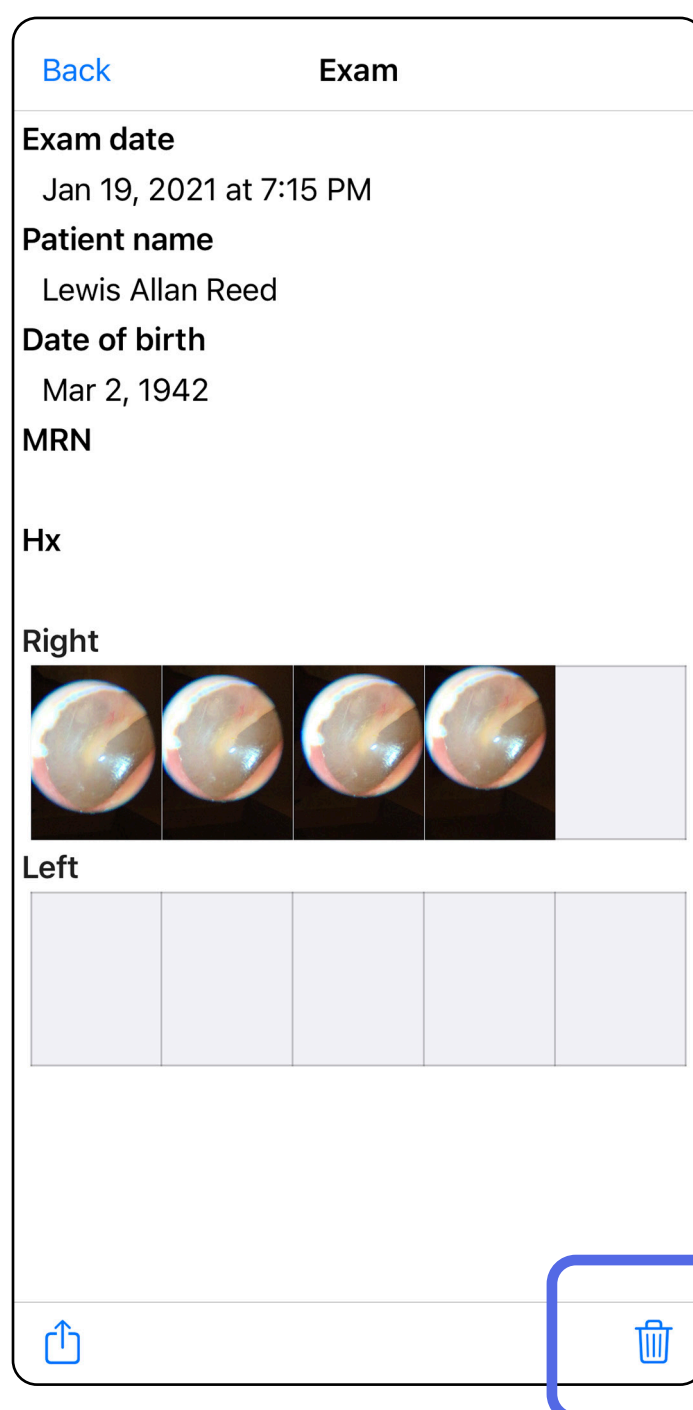 Back
Exam
Exam date
Jan 19, 2021 at 7:15 PM
Patient name
Lewis Allan Reed
Date of birth
Mar 2, 1942
MRN
Hx
Right
Left